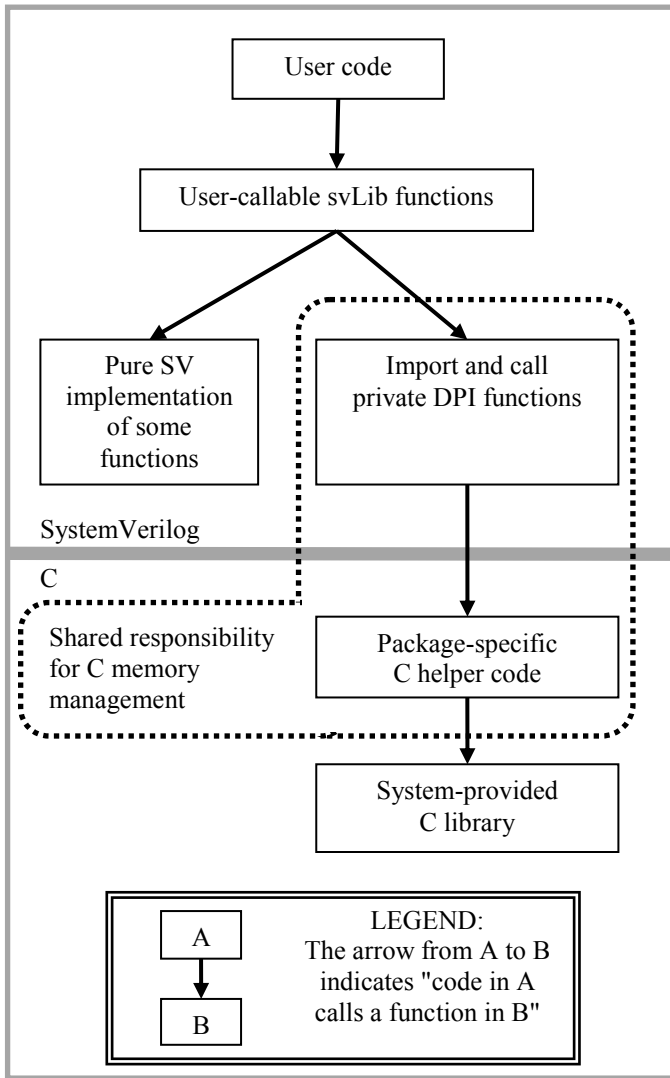 User code
User-callable svLib functions
Pure SV
implementation
of some
functions
Import and call
private DPI functions
SystemVerilog
C
Shared responsibility
for C memory
management
Package-specific
C helper code
System-provided
C library
A
B
LEGEND:
The arrow from A to B
indicates "code in A
calls a function in B"